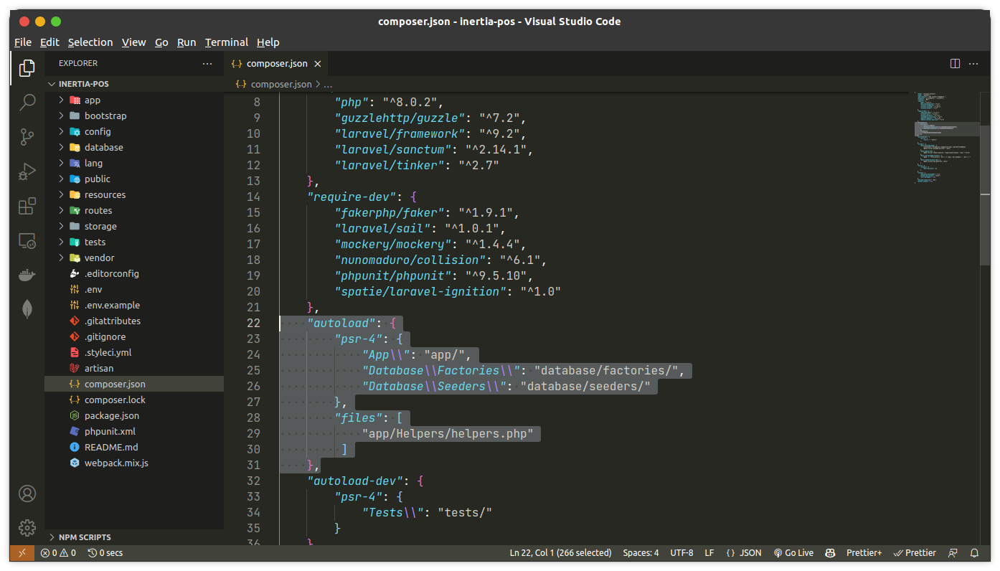 composer.json - inertia-pos - Visual Studio Code
File Edit Selection View Go Run Terminal Help
EXPLORER
INERTIA-POS
app
bootstrap
config
database
lang
public
resources
routes
storage
tests
vendor
.editorconfig
.env
.env.example
.gitattributes
.gitignore
.styleci.yml
artisan
composer.json
composer.lock
package.json
phpunit.xml
README.md
webpack.mix.js
NPM SCRIPTS
{..} composer.json
{..} composer.json > ...
8 "php": "^8.0.2",
9 "guzzlehttp/guzzle": "^7.2",
10 "laravel/framework": "^9.2",
11 "laravel/sanctum": "^2.14.1",
12 "laravel/tinker": "^2.7"
13 },
14 "require-dev": {
15 "fakerphp/faker": "^1.9.1",
16 "laravel/sail": "^1.0.1",
17 "mockery/mockery": "^1.4.4",
18 "nunomaduro/collision": "^6.1",
19 "phpunit/phpunit": "^9.5.10",
20 "spatie/laravel-ignition": "^1.0"
21 },
22 "autoload": {
23 "psr-4": {
24 "App\\": "app/",
25 "Database\\Factories\\": "database/factories/",
26 "Database\\Seeders\\": "database/seeders/"
27 },
28 "files": [
29 "app/Helpers/helpers.php"
30 ]
31 },
32 "autoload-dev": {
33 "psr-4": {
34 "Tests\\": "tests/"
35 }
36 }
0 0 0 secs Ln 22, Col 1 (266 selected) Spaces: 4 UTF-8 LF {} JSON Go Live Prettier+ Prettier